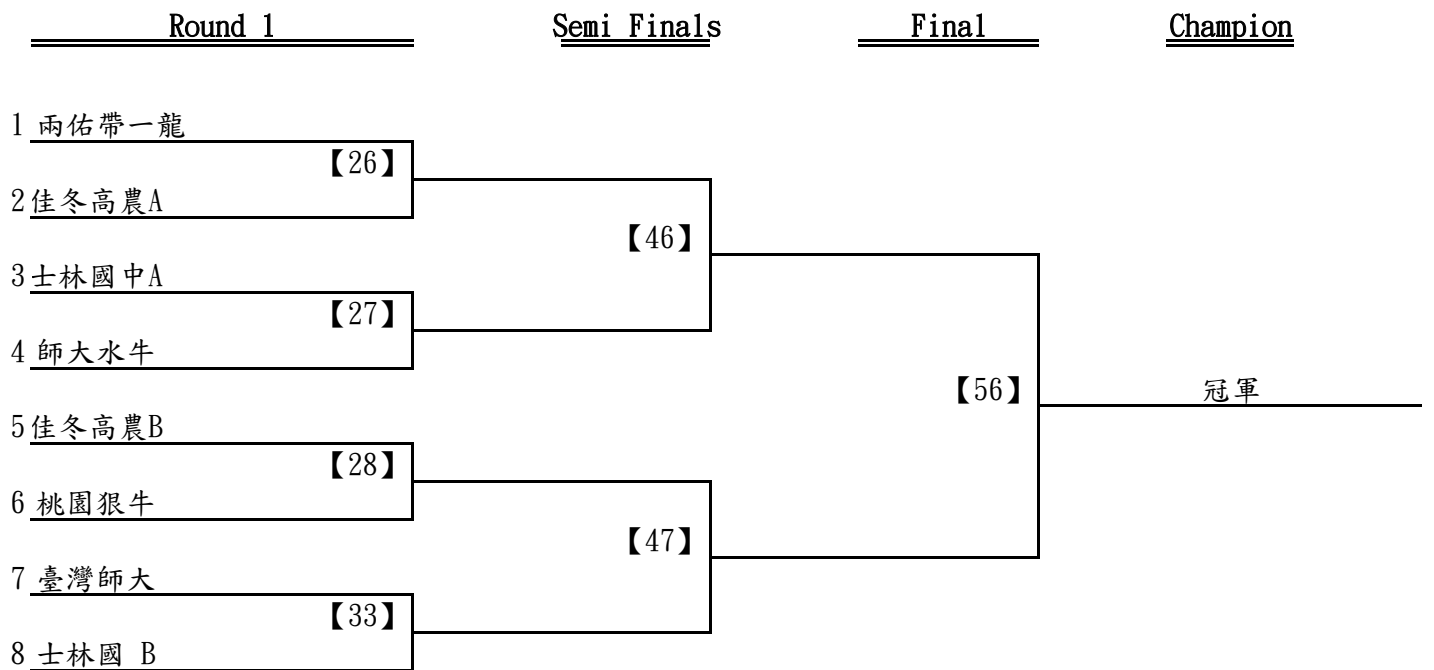 Round 1 Semi Finals Final Champion
1 兩佑帶一龍
【26】
2 佳冬高農A
【46】
3 士林國中A
【27】
4 師大水牛
【56】 冠軍
5 佳冬高農B
【28】
6 桃園狠牛
【47】
7 臺灣師大
【33】
8 士林國 B